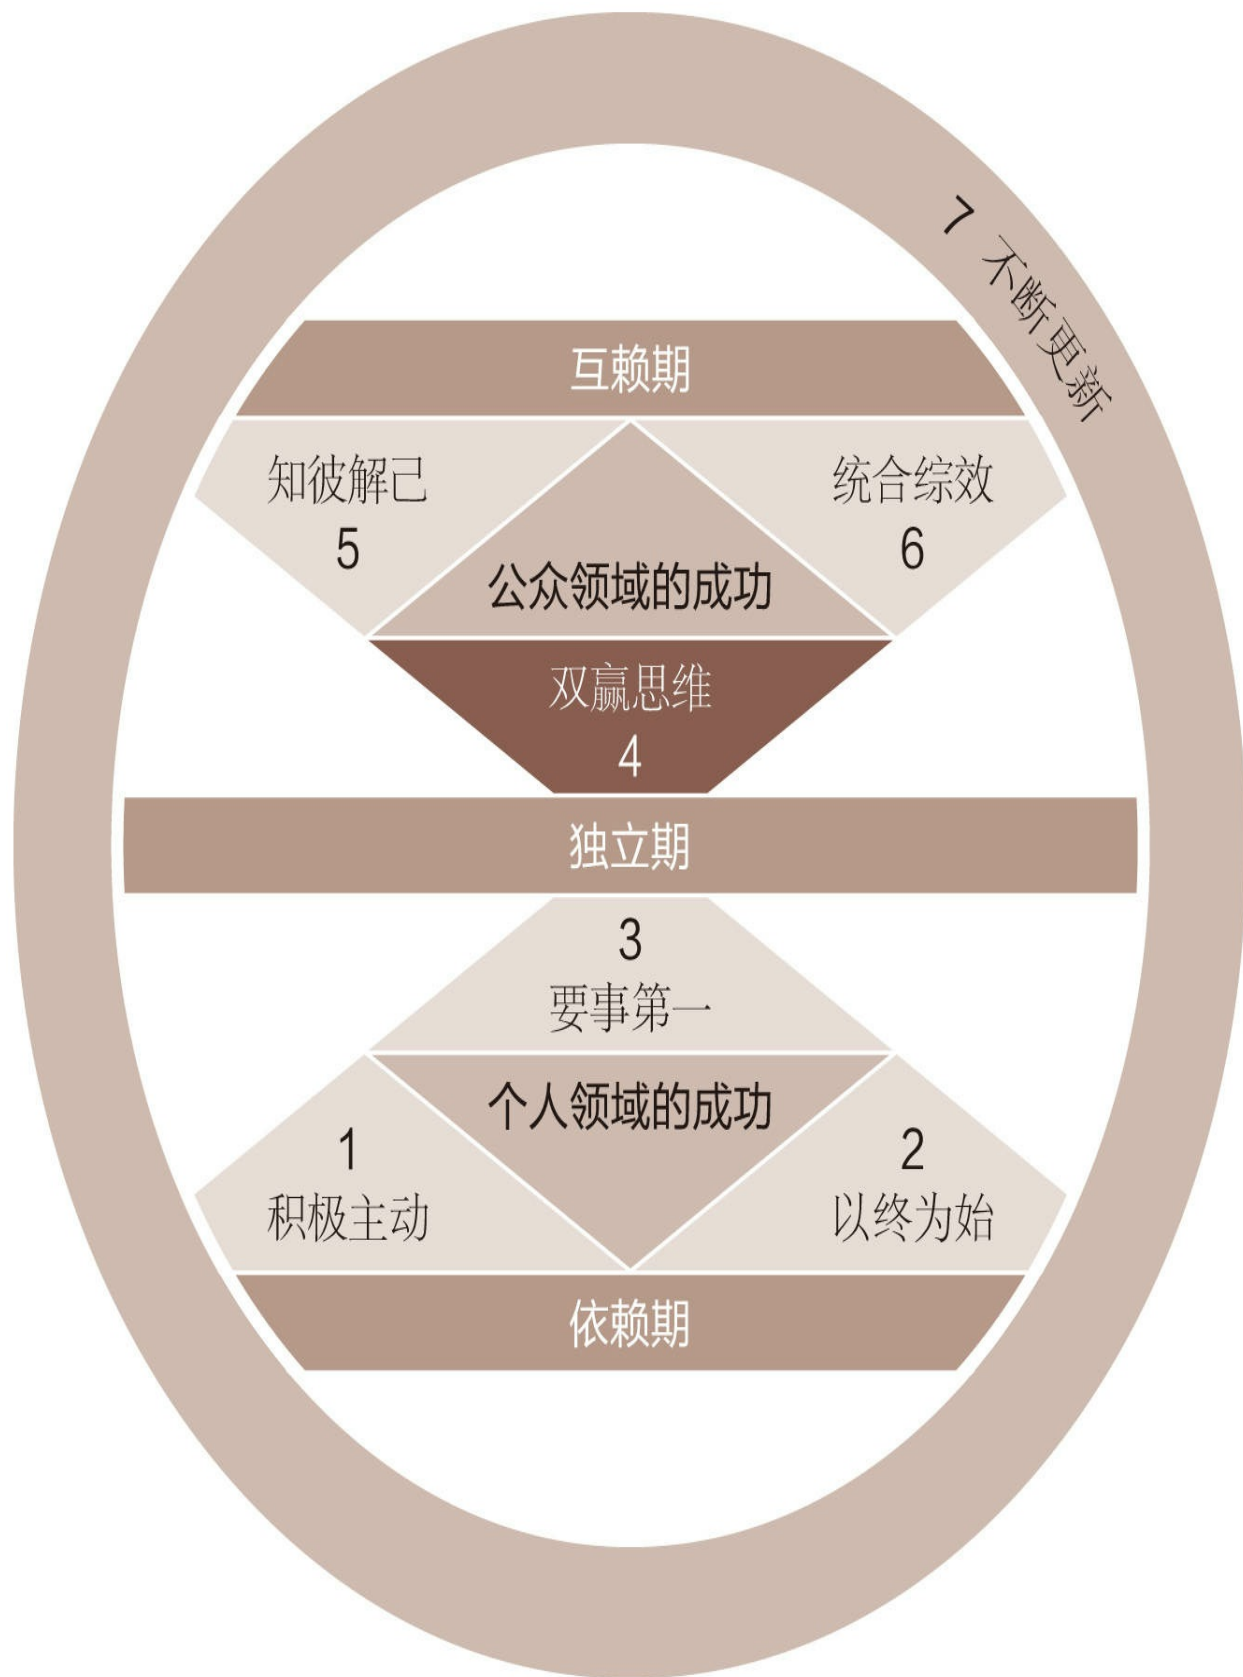 7 不断更新
互赖期
知彼解己
5
统合综效
6
公众领域的成功
双赢思维
4
独立期
3
要事第一
个人领域的成功
1
积极主动
2
以终为始
依赖期